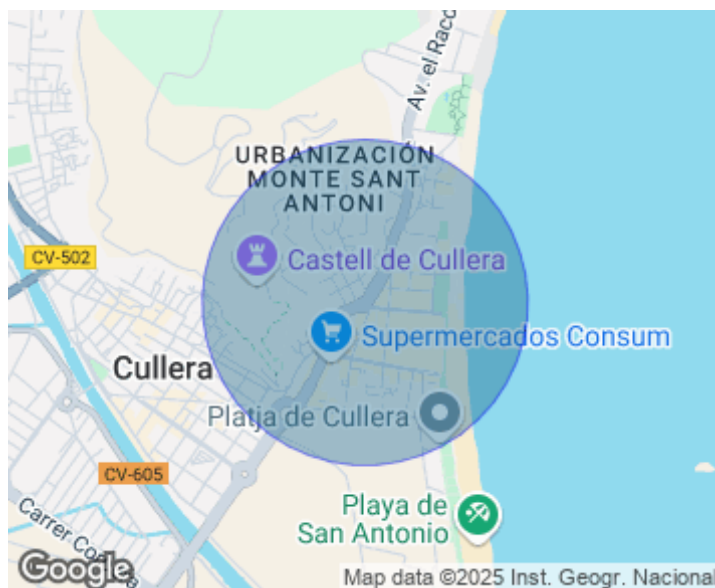 Av. el Racó
URBANIZACIÓN
MONTE SANT
ANTONI
CV-502
Castell de Cullera
Supermercados Consum
Cullera
Platja de Cullera
CV-605
Playa de
San Antonio
Carrer
Google
Map data ©2025 Inst. Geogr. Nacional